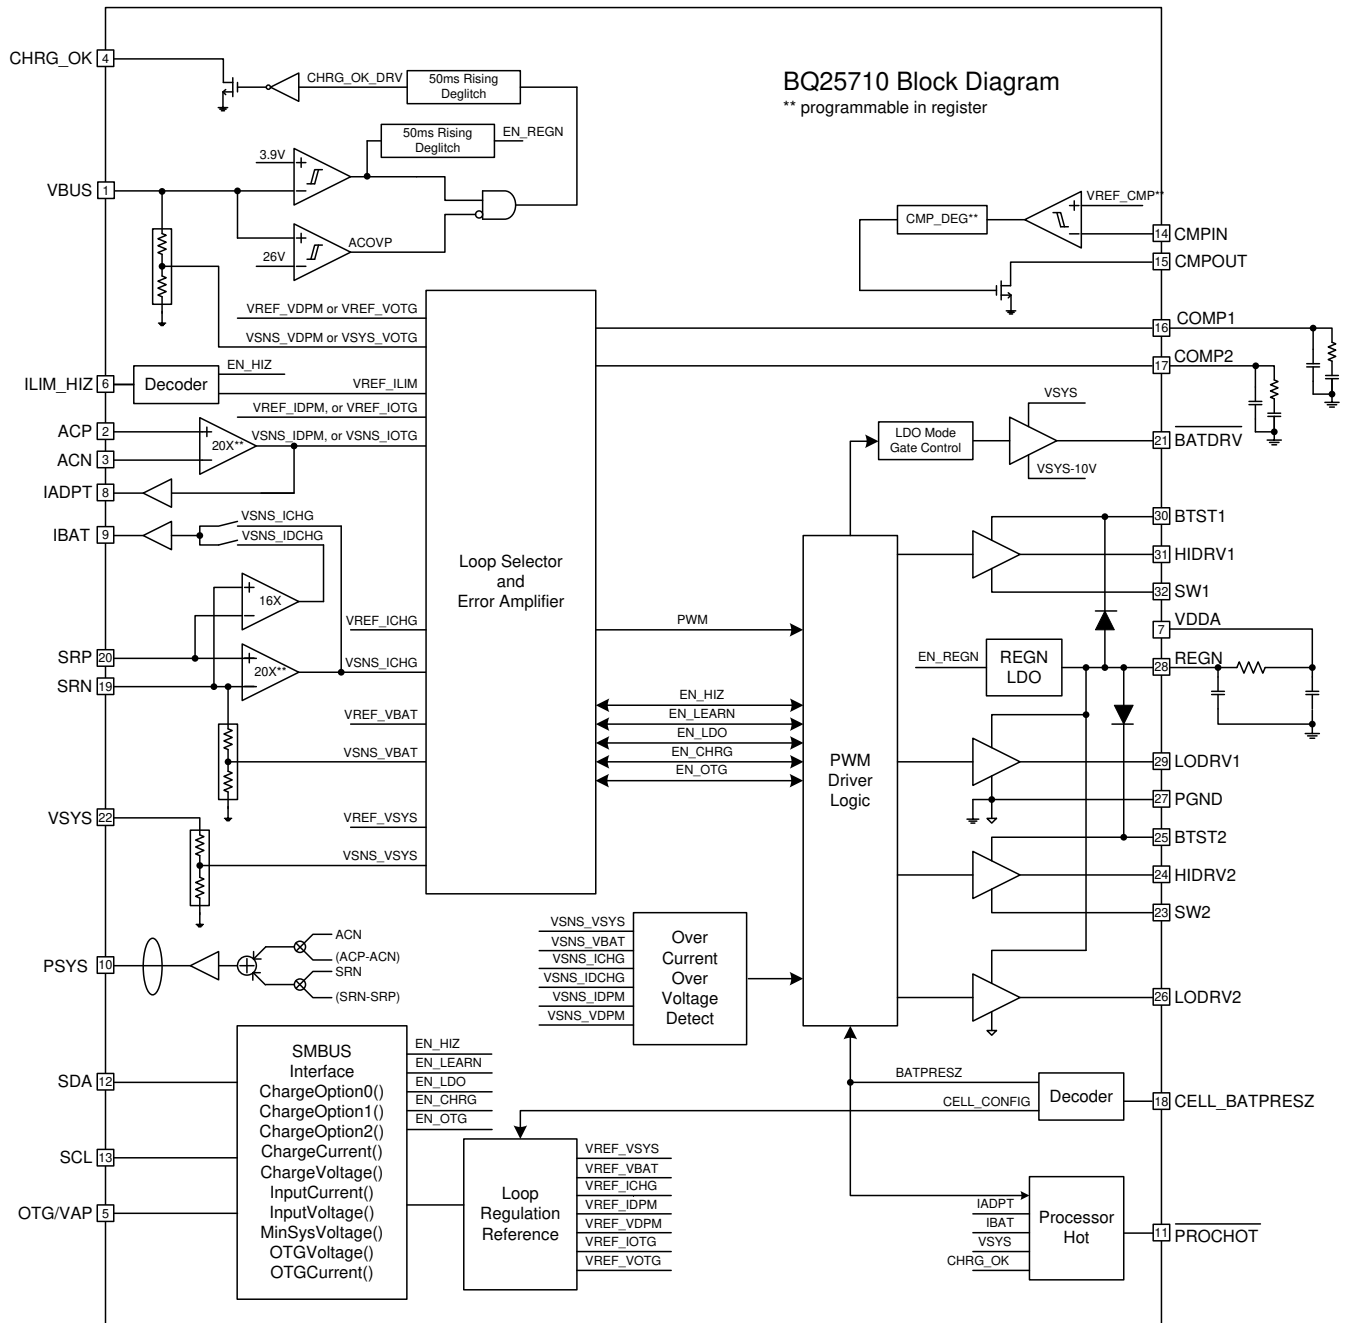 BQ25710 Block Diagram
** programmable in register
CHRG_OK
4
CHRG_OK_DRV
50ms Rising
Deglitch
50ms Rising
Deglitch
EN_REGN
3.9V
+
−
VBUS
1
+
−
26V
ACOVP
VREF_CMP**
CMP_DEG**
+
−
14
CMPIN
15
CMPOUT
VREF_VDPM or VREF_VOTG
VSNS_VDPM or VSYS_VOTG
16
COMP1
17
COMP2
ILIM_HIZ
6
Decoder
EN_HIZ
VREF_ILIM
VREF_IDPM, or VREF_IOTG
ACP
2
+
20X**
−
VSNS_IDPM, or VSNS_IOTG
ACN
3
IADPT
8
IBAT
9
VSNS_ICHG
VSNS_IDCHG
Loop Selector
and
Error Amplifier
+
16X
−
VREF_ICHG
SRP
20
+
20X**
−
VSNS_ICHG
SRN
19
VREF_VBAT
VSNS_VBAT
VSYS
22
VREF_VSYS
VSNS_VSYS
PWM
EN_HIZ
EN_LEARN
EN_LDO
EN_CHRG
EN_OTG
PWM
Driver
Logic
LDO Mode
Gate Control
VSYS
VSYS-10V
21
BATDRV
30
BTST1
31
HIDRV1
32
SW1
VDDA
7
EN_REGN
REGN
LDO
28
REGN
29
LODRV1
27
PGND
25
BTST2
24
HIDRV2
23
SW2
26
LODRV2
PSYS
10
ACN
(ACP-ACN)
SRN
(SRN-SRP)
VSNS_VSYS
VSNS_VBAT
VSNS_ICHG
VSNS_IDCHG
VSNS_IDPM
VSNS_VDPM
Over
Current
Over
Voltage
Detect
SDA
12
SCL
13
OTG/VAP
5
SMBUS
Interface
ChargeOption0()
ChargeOption1()
ChargeOption2()
ChargeCurrent()
ChargeVoltage()
InputCurrent()
InputVoltage()
MinSysVoltage()
OTGVoltage()
OTGCurrent()
EN_HIZ
EN_LEARN
EN_LDO
EN_CHRG
EN_OTG
Loop
Regulation
Reference
VREF_VSYS
VREF_VBAT
VREF_ICHG
VREF_IDPM
VREF_VDPM
VREF_IOTG
VREF_VOTG
BATPRESZ
CELL_CONFIG
Decoder
18
CELL_BATPRESZ
IADPT
IBAT
VSYS
CHRG_OK
Processor
Hot
11
PROCHOT